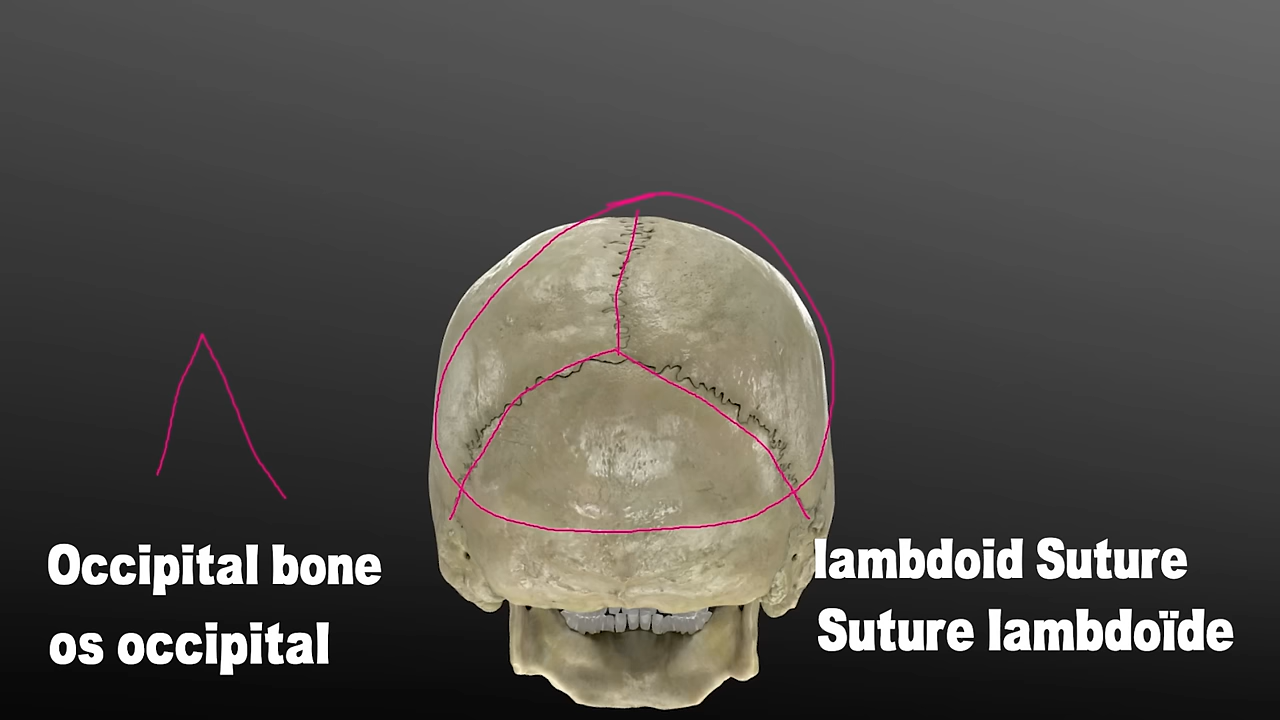 Occipital bone
os occipital
lambdoid Suture
Suture lambdoïde